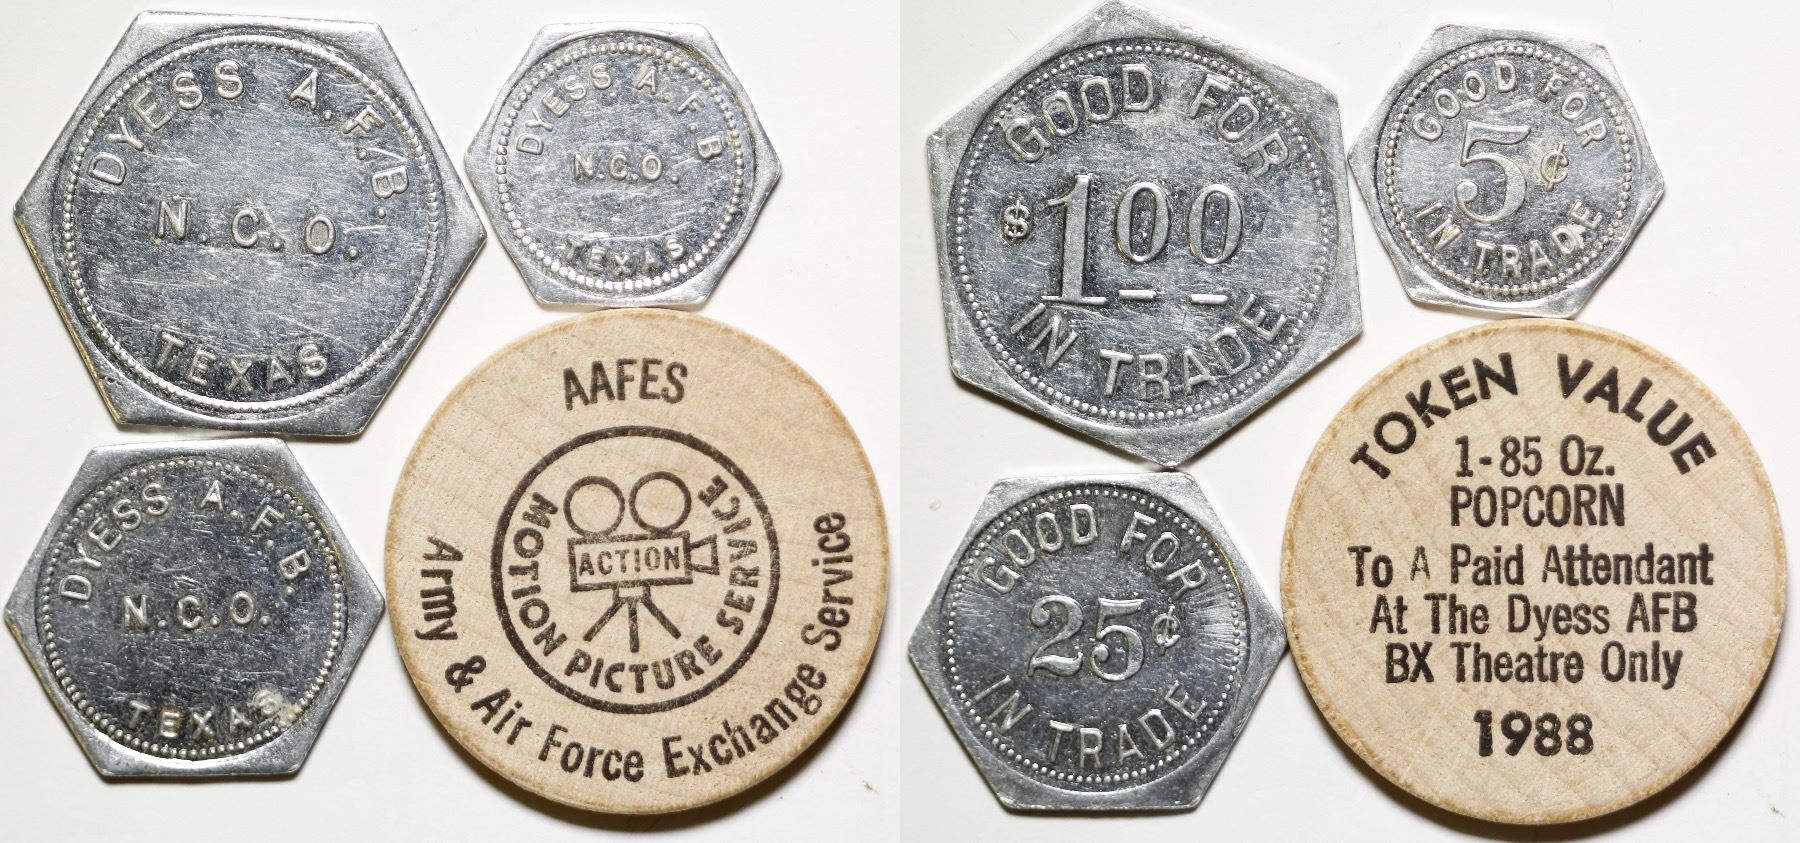 DYESS A.F.B.
N.C.O.
TEXAS
DYESS A.F.B
N.C.O.
TEXAS
DYESS A.F.B.
N.C.O.
TEXAS
AAFES
MOTION PICTURE SERVICE
ACTION
Army & Air Force Exchange Service
GOOD FOR
$1.00
IN TRADE
GOOD FOR
5¢
IN TRADE
GOOD FOR
25¢
IN TRADE
TOKEN VALUE
1-85 Oz.
POPCORN
To A Paid Attendant
At The Dyess AFB
BX Theatre Only
1988